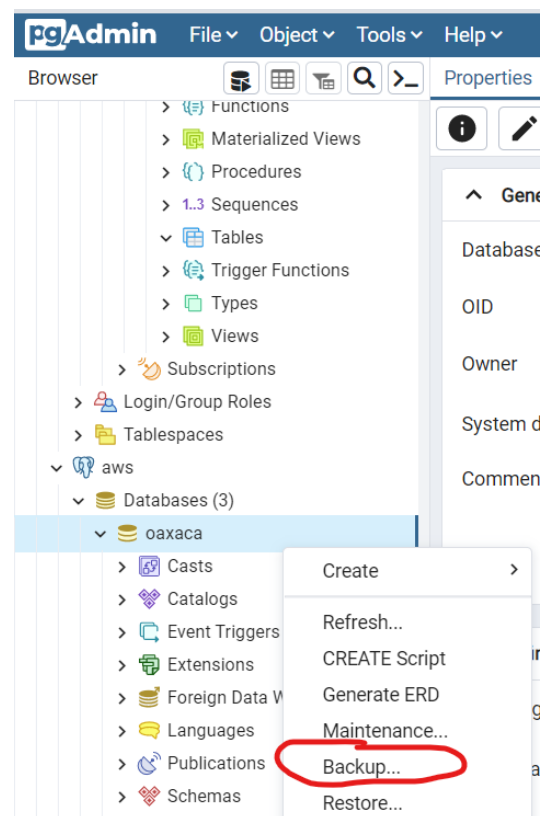 pgAdmin File Object Tools Help
Browser Properties
Functions
Materialized Views
Procedures
1..3 Sequences
Gene
Tables
Database
Trigger Functions
Types
OID
Views
Owner
Subscriptions
Login/Group Roles
System d
Tablespaces
aws
Commen
Databases (3)
oaxaca
Casts
Create
Catalogs
Refresh...
Event Triggers
CREATE Script
Extensions
Generate ERD
Foreign Data W
Languages
Maintenance...
Publications
Backup...
Schemas
Restore...